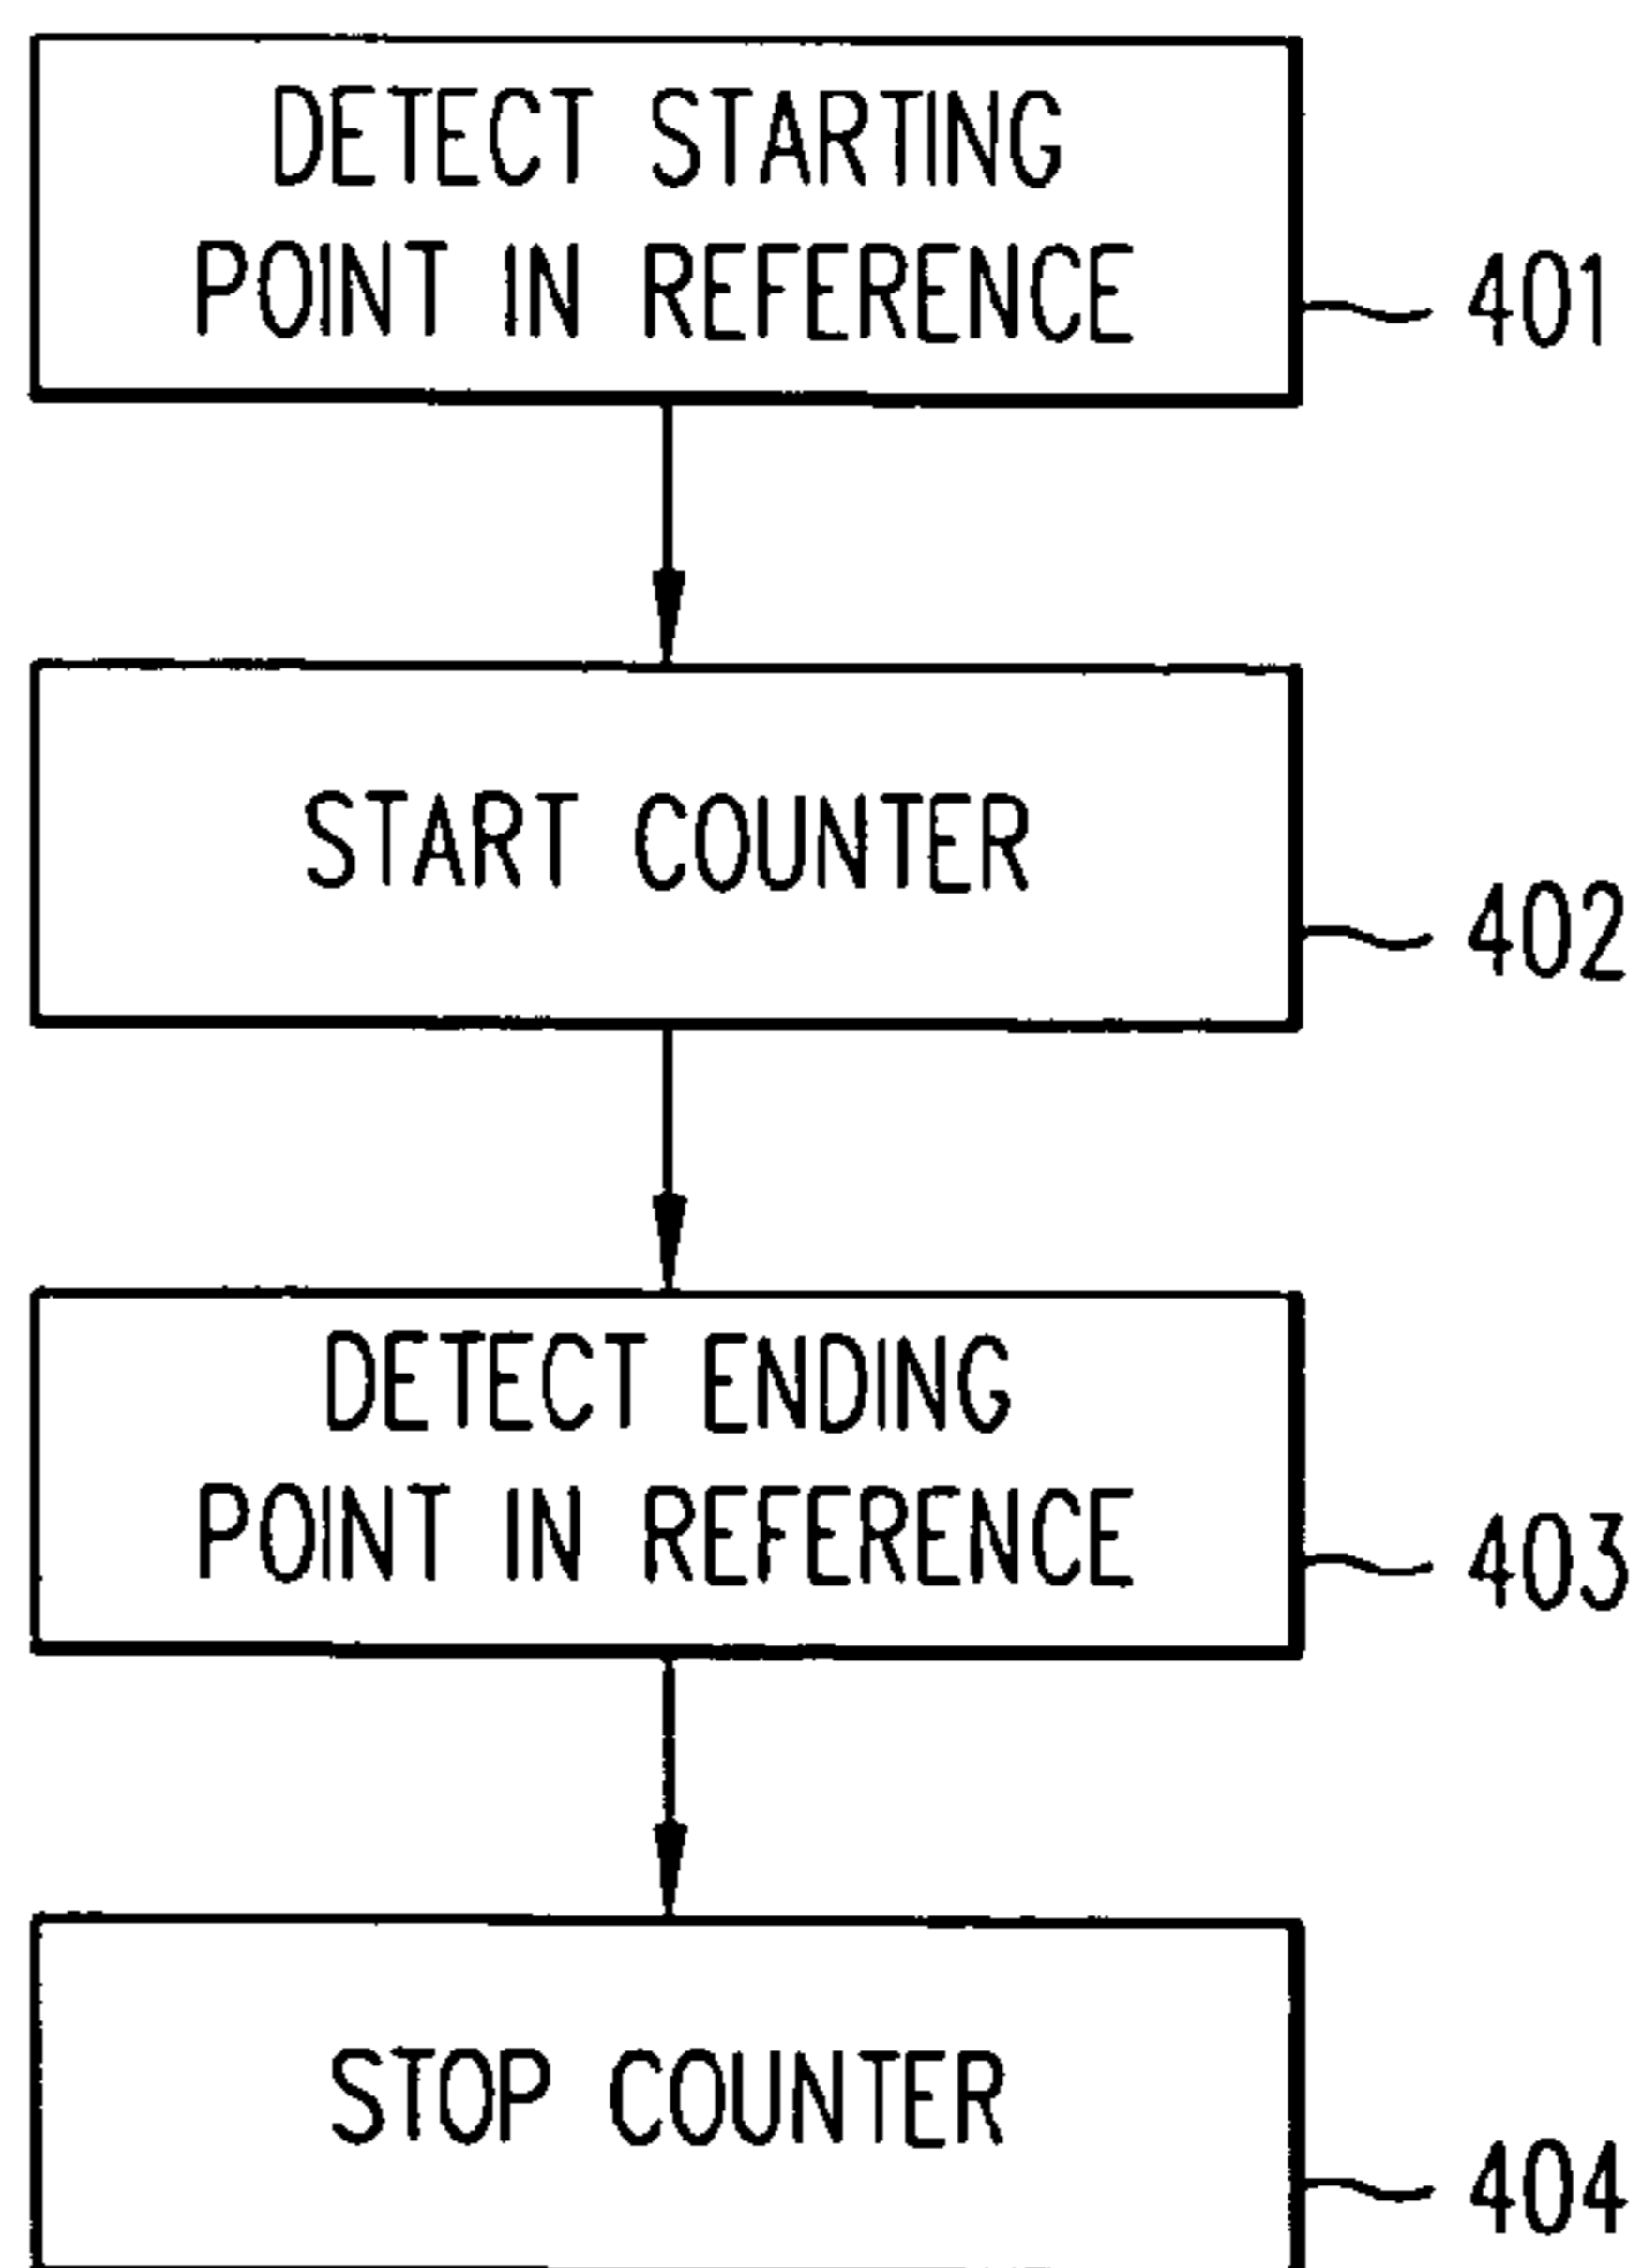 DETECT STARTING
POINT IN REFERENCE
401
START COUNTER
402
DETECT ENDING
POINT IN REFERENCE
403
STOP COUNTER
404